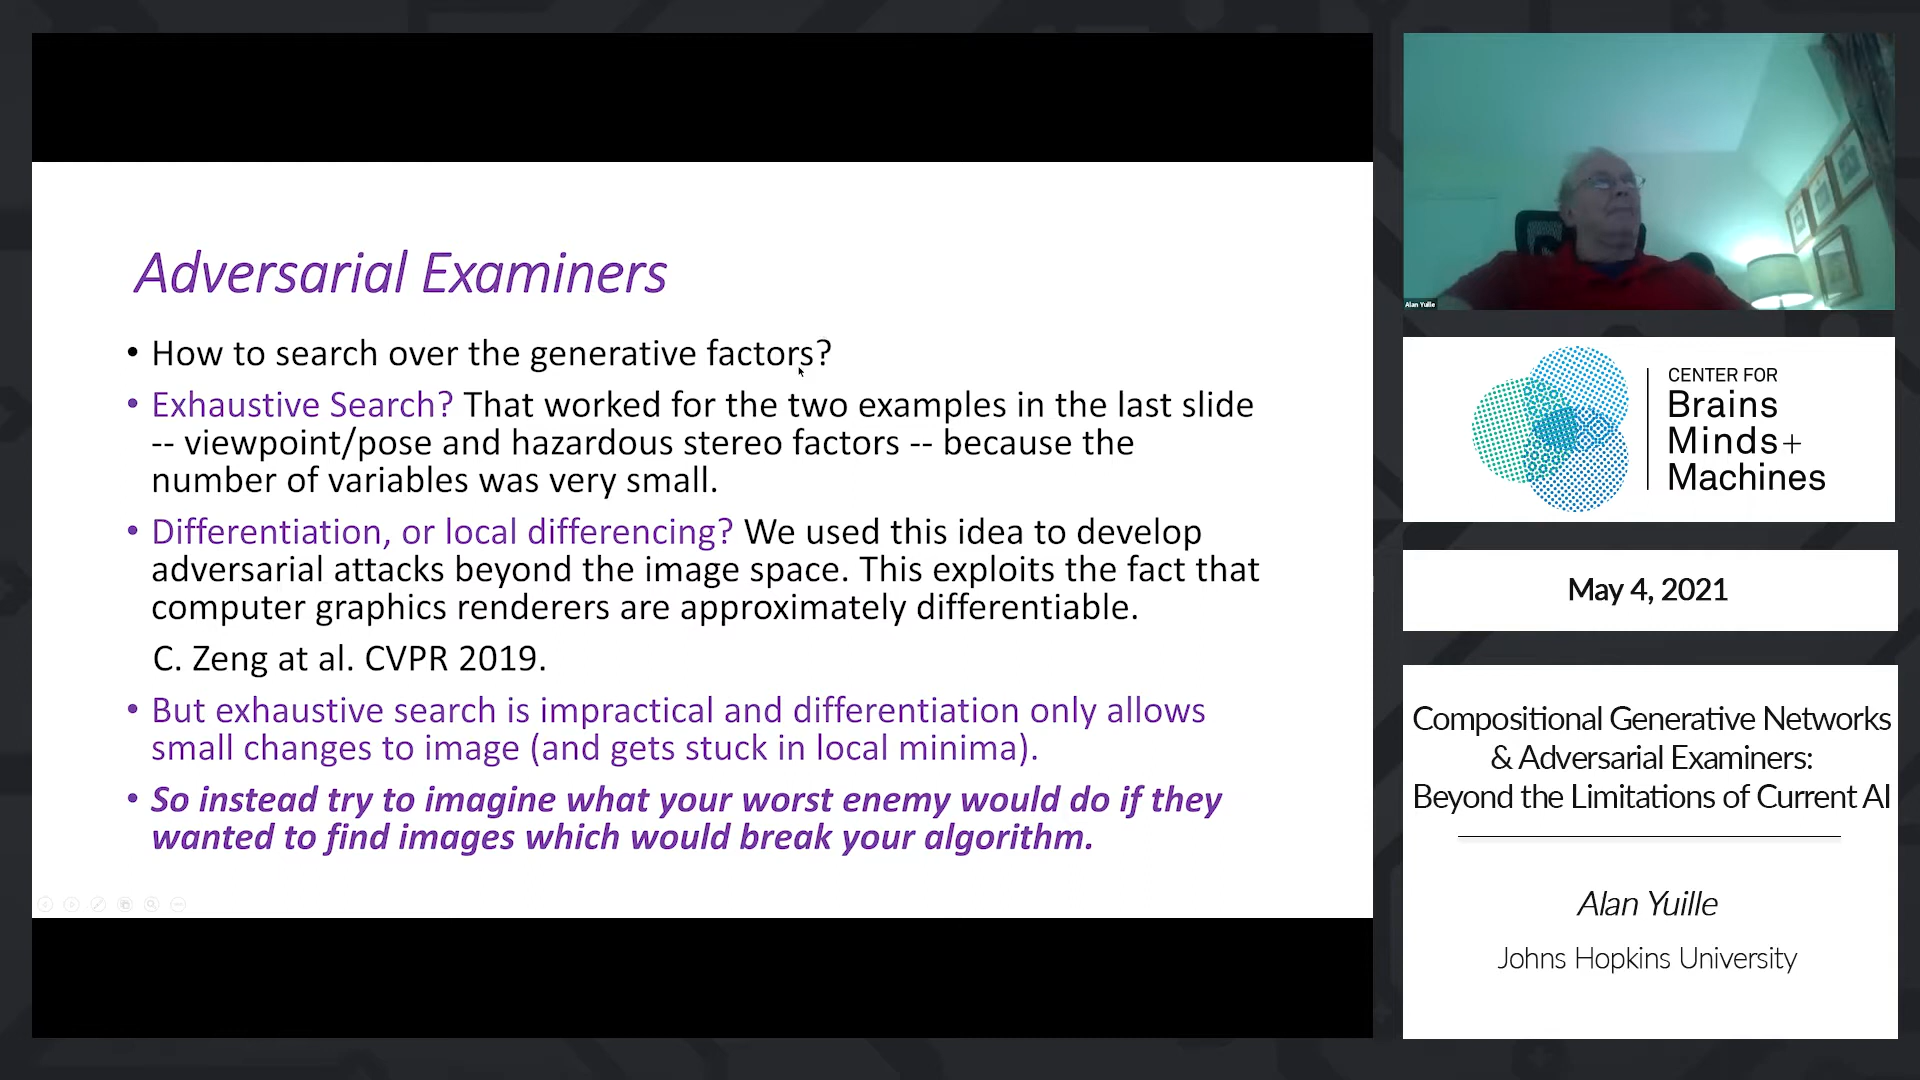 Adversarial Examiners
• How to search over the generative factors?
• Exhaustive Search? That worked for the two examples in the last slide
-- viewpoint/pose and hazardous stereo factors -- because the
number of variables was very small.
• Differentiation, or local differencing? We used this idea to develop
adversarial attacks beyond the image space. This exploits the fact that
computer graphics renderers are approximately differentiable.
C. Zeng at al. CVPR 2019.
• But exhaustive search is impractical and differentiation only allows
small changes to image (and gets stuck in local minima).
• So instead try to imagine what your worst enemy would do if they
wanted to find images which would break your algorithm.
Alan Yuille
CENTER FOR
Brains
Minds+
Machines
May 4, 2021
Compositional Generative Networks
& Adversarial Examiners:
Beyond the Limitations of Current AI
Alan Yuille
Johns Hopkins University